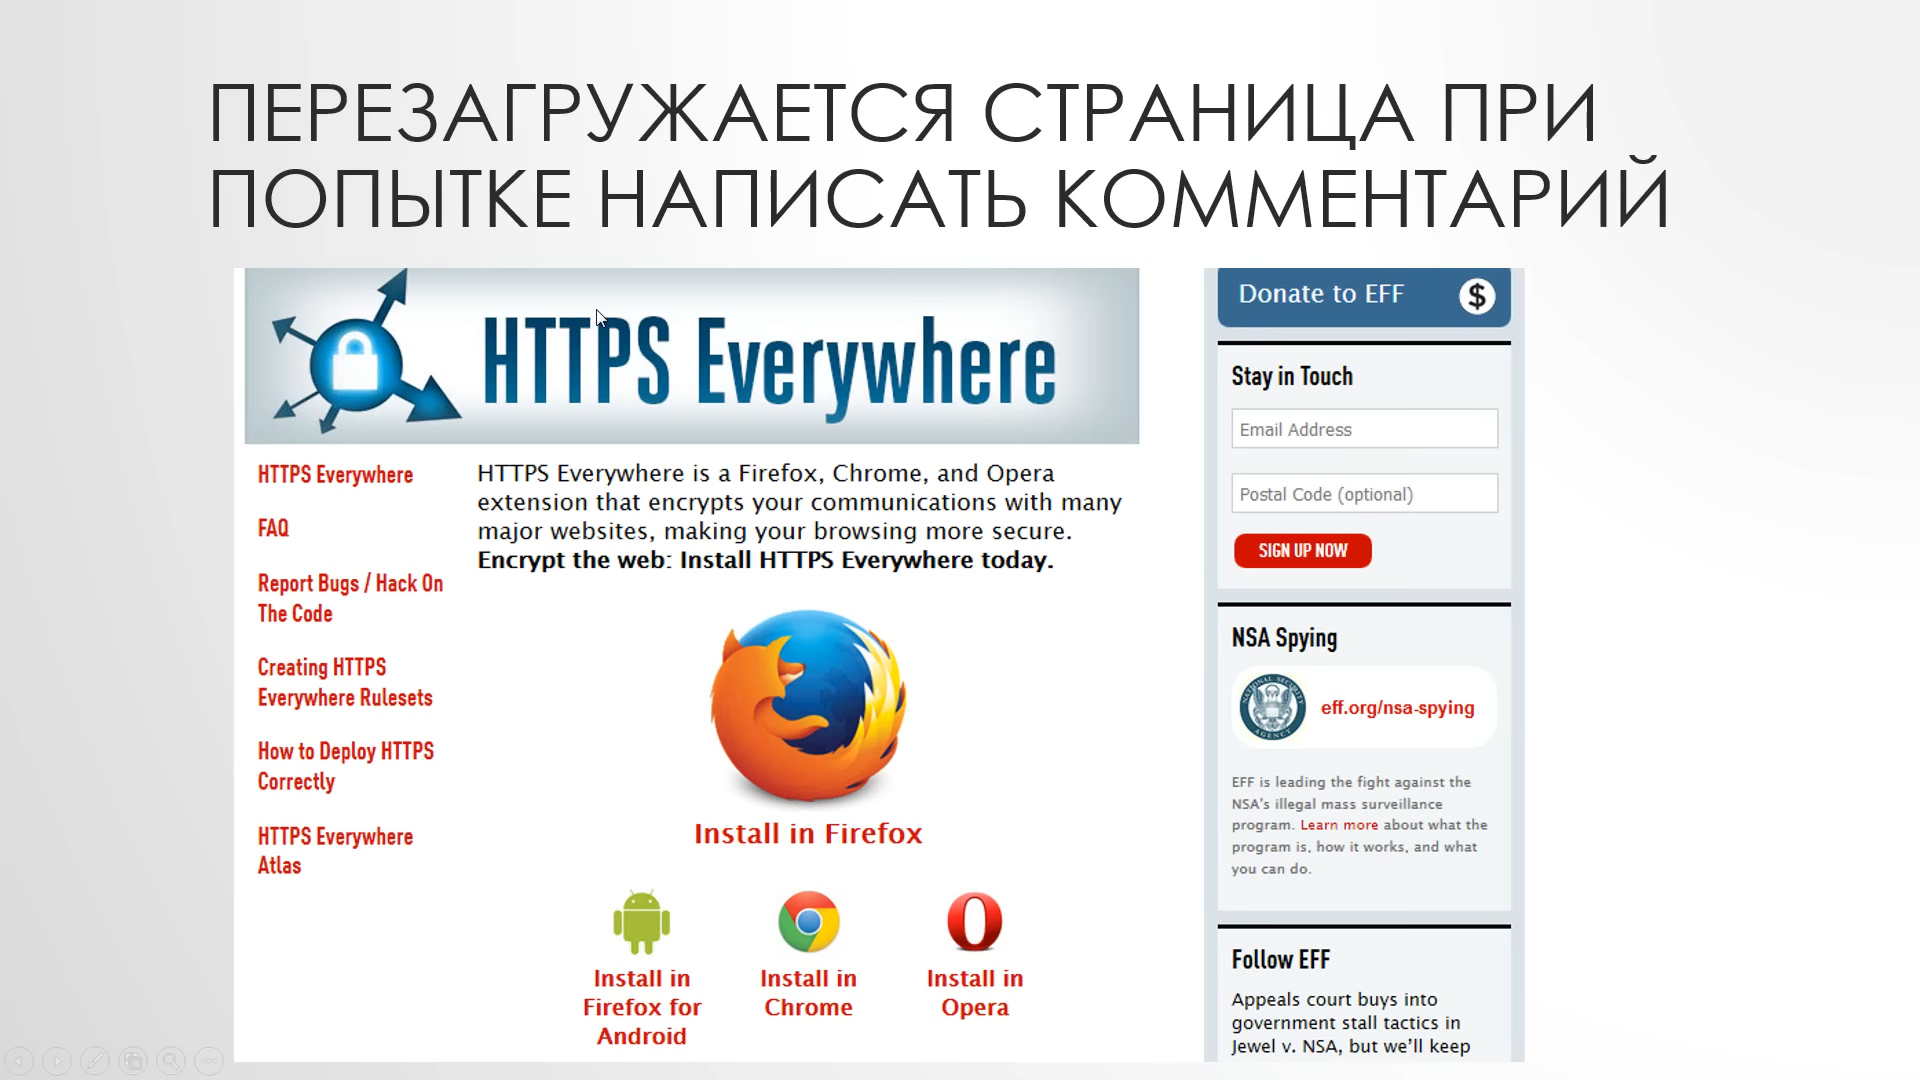 ПЕРЕЗАГРУЖАЕТСЯ СТРАНИЦА ПРИ
ПОПЫТКЕ НАПИСАТЬ КОММЕНТАРИЙ
HTTPS Everywhere
HTTPS Everywhere
FAQ
Report Bugs / Hack On
The Code
Creating HTTPS
Everywhere Rulesets
How to Deploy HTTPS
Correctly
HTTPS Everywhere
Atlas
HTTPS Everywhere is a Firefox, Chrome, and Opera
extension that encrypts your communications with many
major websites, making your browsing more secure.
Encrypt the web: Install HTTPS Everywhere today.
Install in Firefox
Install in
Firefox for
Android
Install in
Chrome
Install in
Opera
Donate to EFF
$
Stay in Touch
Email Address
Postal Code (optional)
SIGN UP NOW
NSA Spying
NATIONAL SECURITY
AGENCY
eff.org/nsa-spying
EFF is leading the fight against the
NSA's illegal mass surveillance
program. Learn more about what the
program is, how it works, and what
you can do.
Follow EFF
Appeals court buys into
government stall tactics in
Jewel v. NSA, but we'll keep